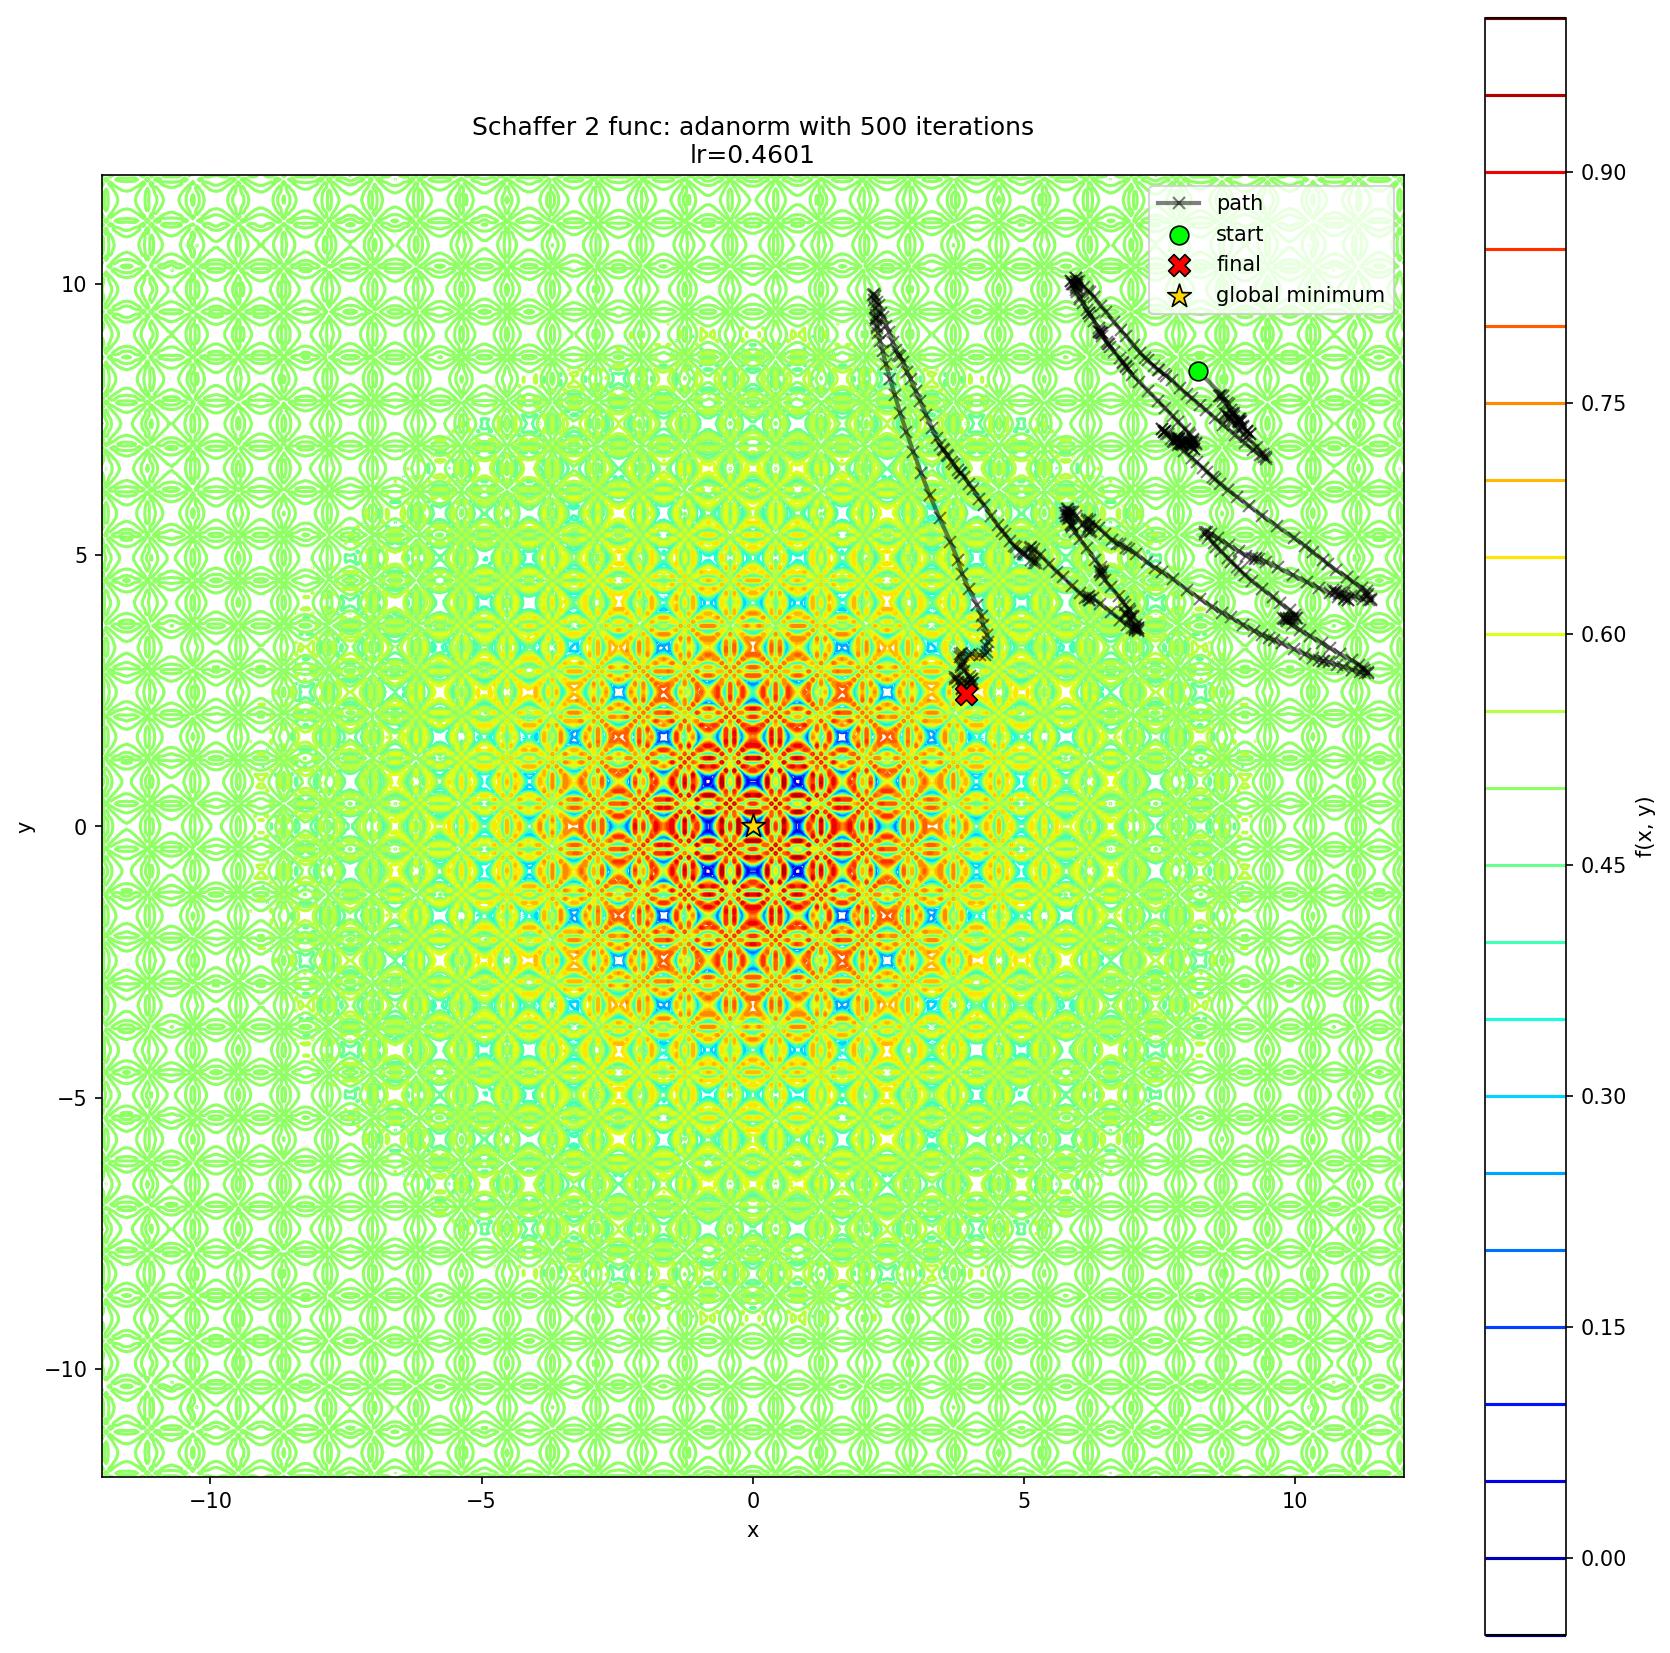 Schaffer 2 func: adanorm with 500 iterations
lr=0.4601
path
start
final
global minimum
10
5
0
−5
−10
y
−10
−5
0
5
10
x
0.90
0.75
0.60
0.45
0.30
0.15
0.00
f(x, y)